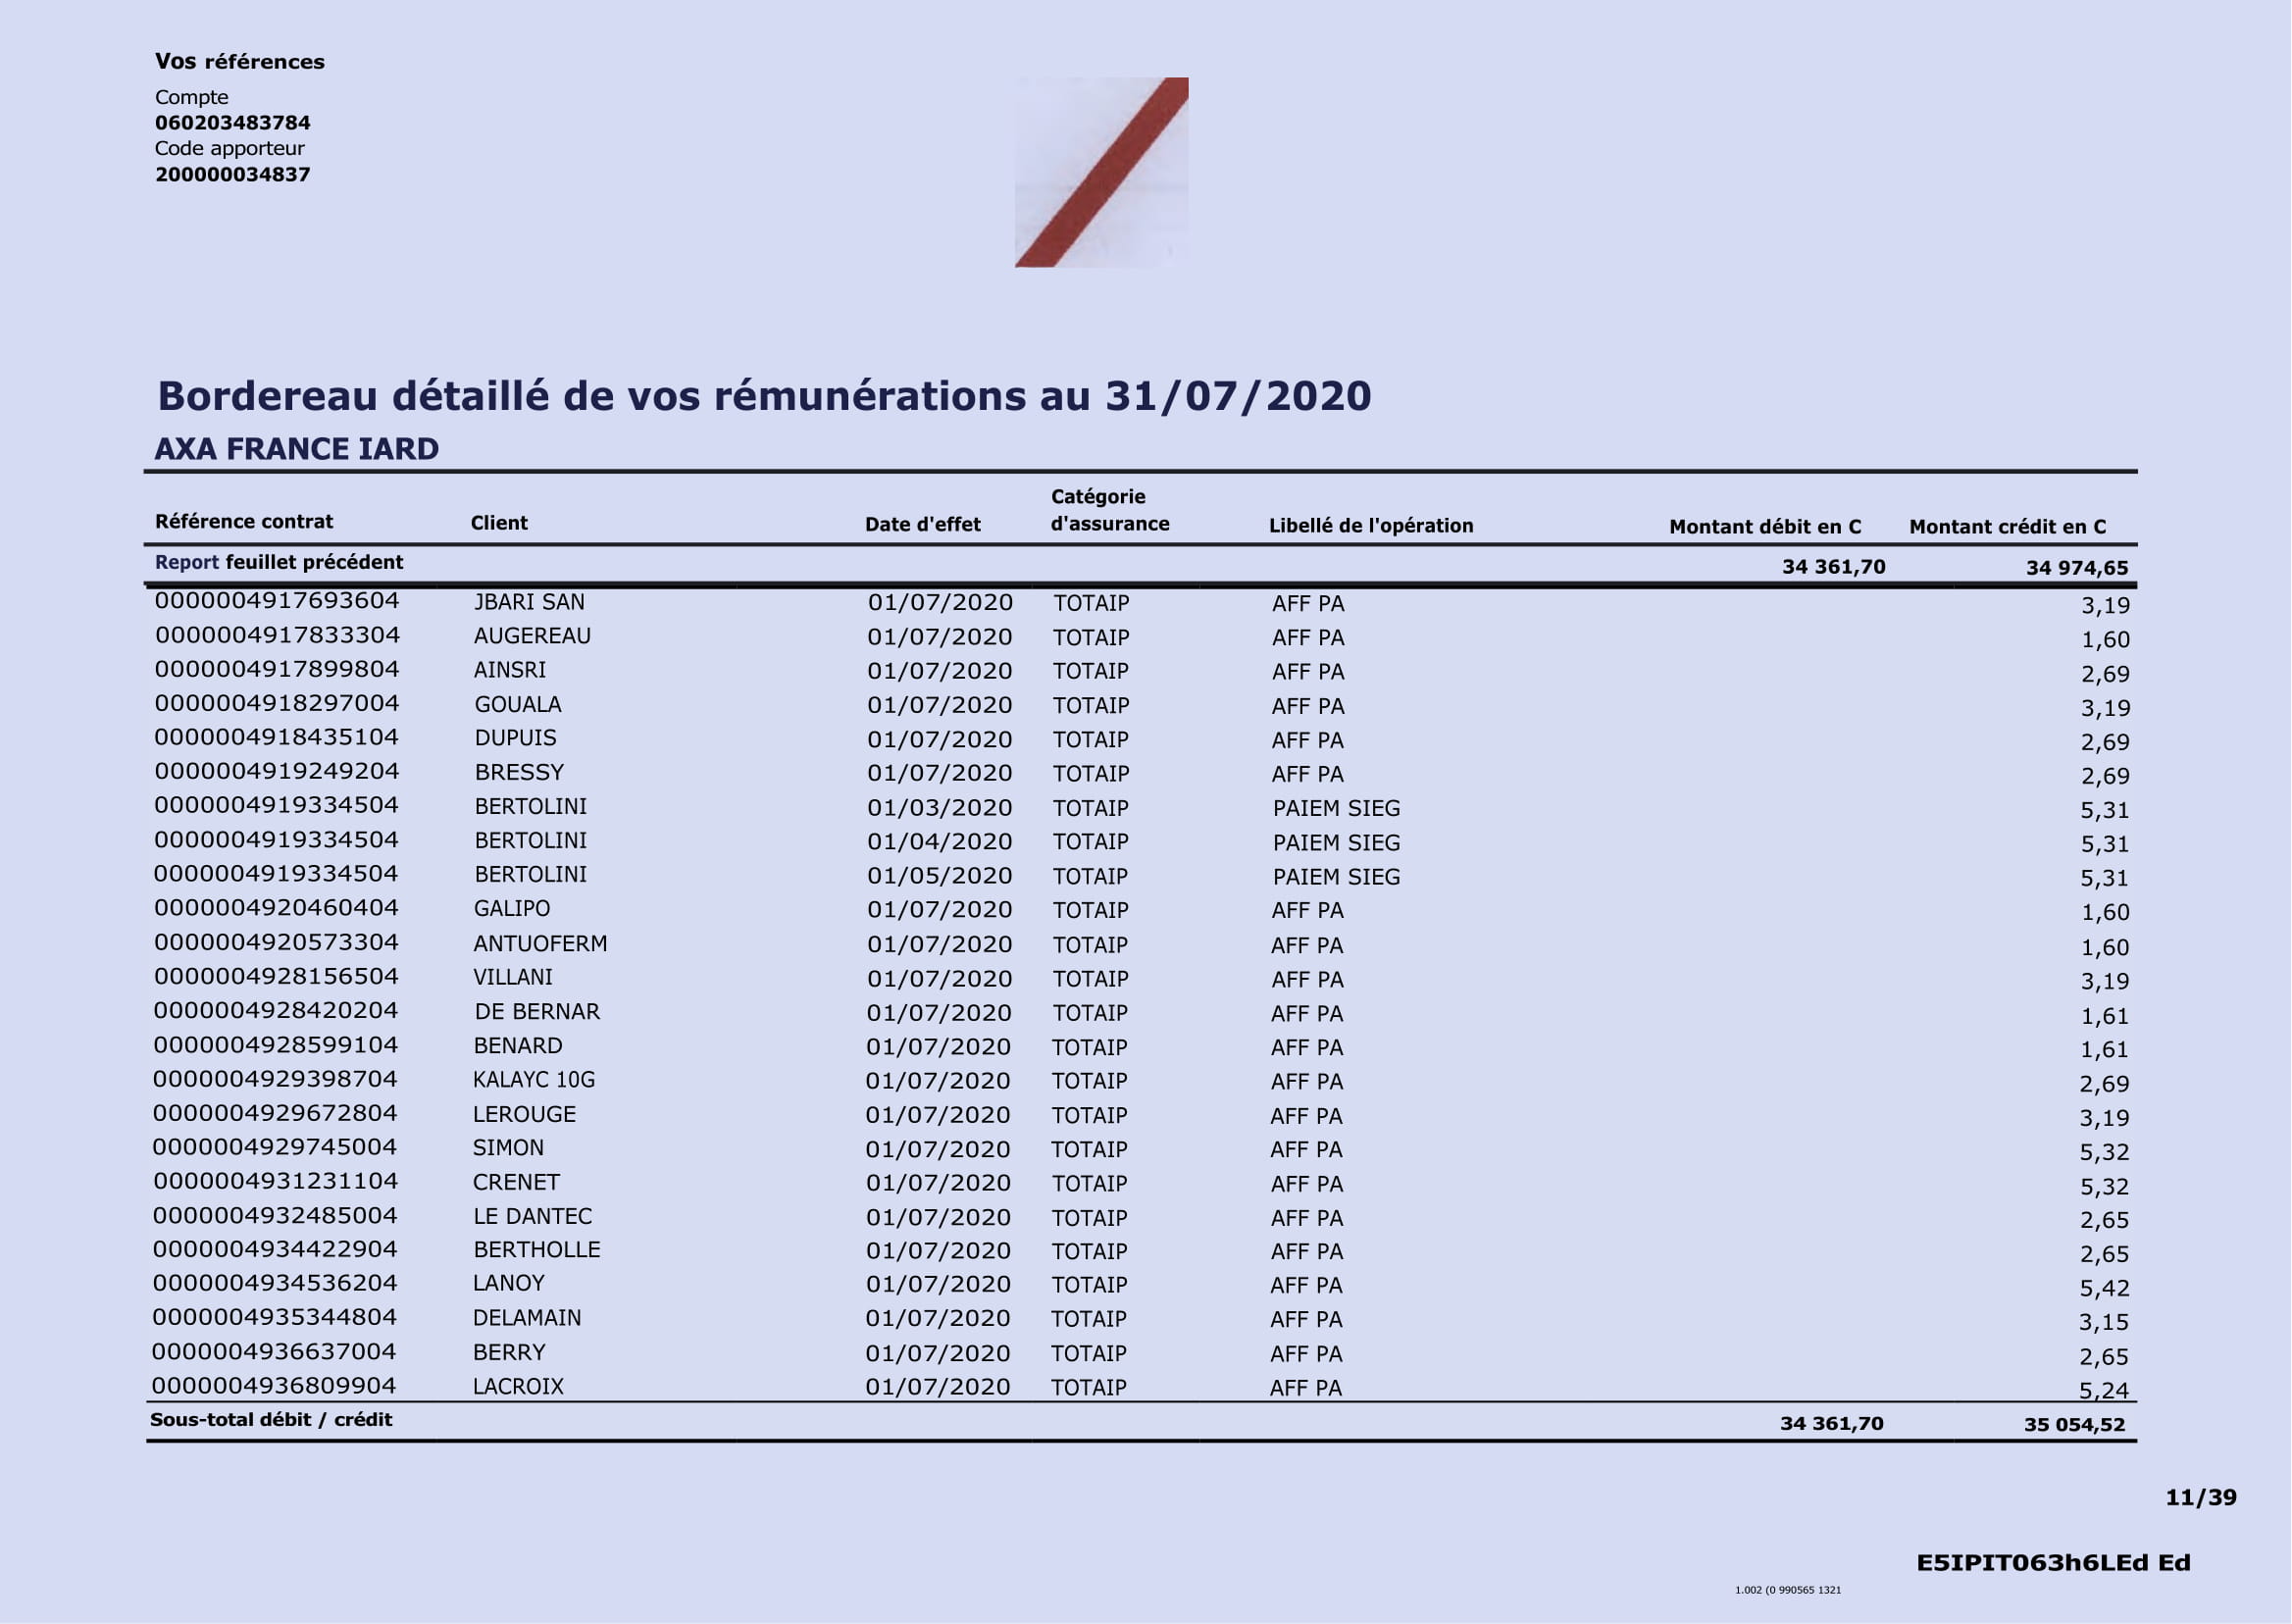 Vos références
Compte
060203483784
Code apporteur
200000034837
Bordereau détaillé de vos rémunérations au 31/07/2020
AXA FRANCE IARD
Référence contrat Client Date d'effet Catégorie d'assurance Libellé de l'opération Montant débit en C Montant crédit en C
Report feuillet précédent 34 361,70 34 974,65
0000004917693604 JBARI SAN 01/07/2020 TOTAIP AFF PA 3,19
0000004917833304 AUGEREAU 01/07/2020 TOTAIP AFF PA 1,60
0000004917899804 AINSRI 01/07/2020 TOTAIP AFF PA 2,69
0000004918297004 GOUALA 01/07/2020 TOTAIP AFF PA 3,19
0000004918435104 DUPUIS 01/07/2020 TOTAIP AFF PA 2,69
0000004919249204 BRESSY 01/07/2020 TOTAIP AFF PA 2,69
0000004919334504 BERTOLINI 01/03/2020 TOTAIP PAIEM SIEG 5,31
0000004919334504 BERTOLINI 01/04/2020 TOTAIP PAIEM SIEG 5,31
0000004919334504 BERTOLINI 01/05/2020 TOTAIP PAIEM SIEG 5,31
0000004920460404 GALIPO 01/07/2020 TOTAIP AFF PA 1,60
0000004920573304 ANTUOFERM 01/07/2020 TOTAIP AFF PA 1,60
0000004928156504 VILLANI 01/07/2020 TOTAIP AFF PA 3,19
0000004928420204 DE BERNAR 01/07/2020 TOTAIP AFF PA 1,61
0000004928599104 BENARD 01/07/2020 TOTAIP AFF PA 1,61
0000004929398704 KALAYC 10G 01/07/2020 TOTAIP AFF PA 2,69
0000004929672804 LEROUGE 01/07/2020 TOTAIP AFF PA 3,19
0000004929745004 SIMON 01/07/2020 TOTAIP AFF PA 5,32
0000004931231104 CRENET 01/07/2020 TOTAIP AFF PA 5,32
0000004932485004 LE DANTEC 01/07/2020 TOTAIP AFF PA 2,65
0000004934422904 BERTHOLLE 01/07/2020 TOTAIP AFF PA 2,65
0000004934536204 LANOY 01/07/2020 TOTAIP AFF PA 5,42
0000004935344804 DELAMAIN 01/07/2020 TOTAIP AFF PA 3,15
0000004936637004 BERRY 01/07/2020 TOTAIP AFF PA 2,65
0000004936809904 LACROIX 01/07/2020 TOTAIP AFF PA 5,24
Sous-total débit / crédit 34 361,70 35 054,52
11/39
E5IPIT063h6LEd Ed
1.002 (0 990565 1321